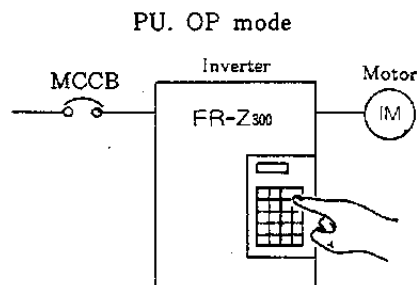 PU. OP mode
Inverter
Motor
MCCB
FR-Z300
IM